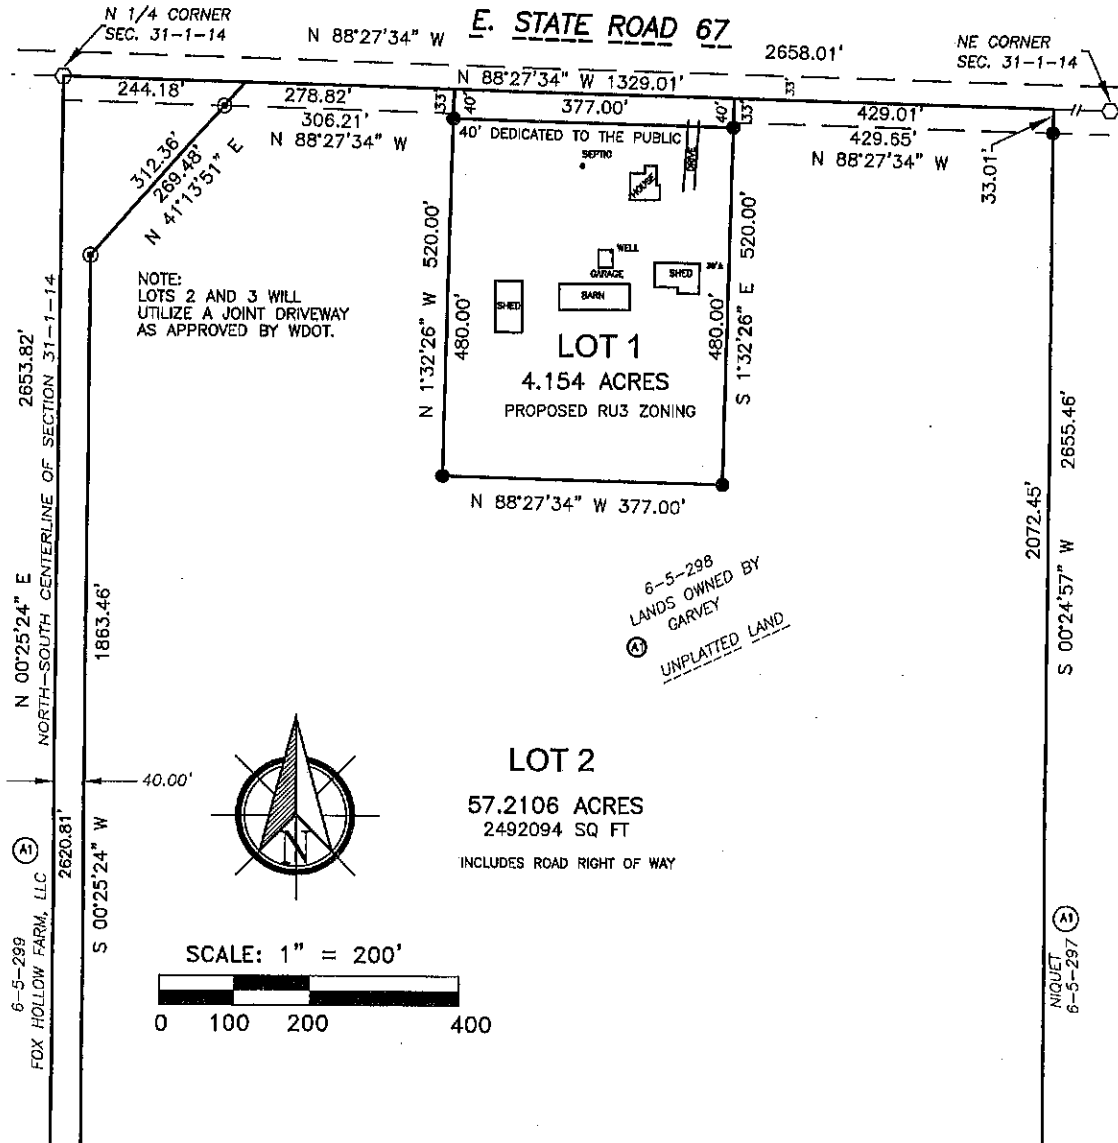 N 1/4 CORNER
SEC. 31-1-14
N 88°27'34" W
E. STATE ROAD 67
2658.01'
NE CORNER
SEC. 31-1-14
N 88°27'34" W 1329.01'
33'
244.18'
278.82'
306.21'
N 88°27'34" W
33'
40'
377.00'
40'
33'
429.01'
429.65'
N 88°27'34" W
33.01'
40' DEDICATED TO THE PUBLIC
SEPTIC
HOUSE
DRIVE
312.36'
269.48'
N 41°13'51" E
NOTE:
LOTS 2 AND 3 WILL
UTILIZE A JOINT DRIVEWAY
AS APPROVED BY WDOT.
N 1°32'26" W 520.00'
480.00'
WELL
GARAGE
BARN
SHED
SHED
S 1°32'26" E 520.00'
480.00'
LOT 1
4.154 ACRES
PROPOSED RU3 ZONING
N 88°27'34" W 377.00'
N 00°25'24" E 2653.82'
NORTH-SOUTH CENTERLINE OF SECTION 31-1-14
1863.46'
S 00°25'24" W
2620.81'
40.00'
6-5-298
LANDS OWNED BY
GARVEY
A1
UNPLATTED LAND
2072.45'
S 00°24'57" W 2655.46'
LOT 2
57.2106 ACRES
2492094 SQ FT
INCLUDES ROAD RIGHT OF WAY
N
A1
6-5-299
FOX HOLLOW FARM, LLC
A1
NIQUET
6-5-297
SCALE: 1" = 200'
0 100 200 400